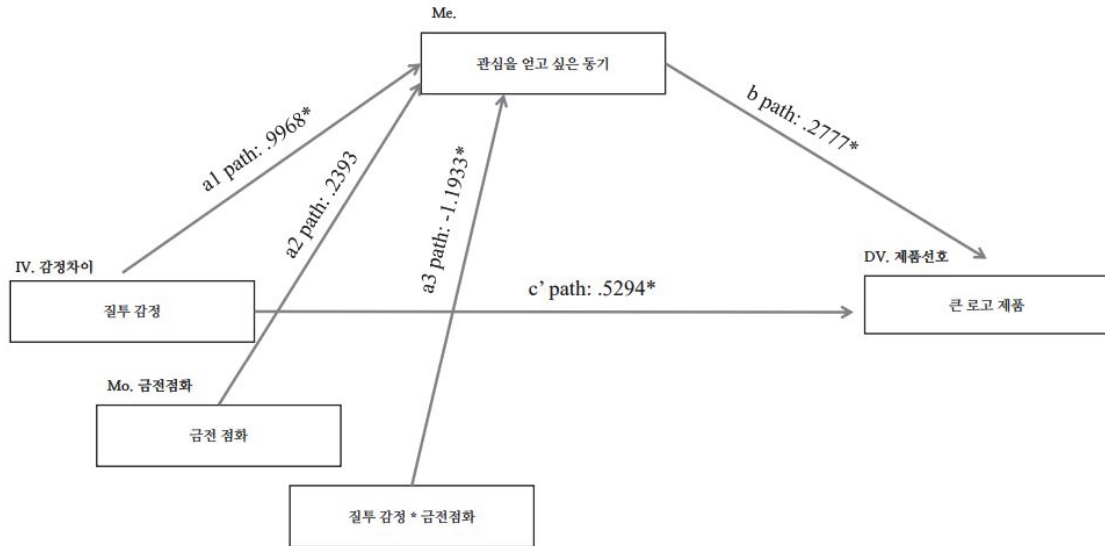 Me.
관심을 얻고 싶은 동기
a1 path: .9968*
a2 path: .2393
a3 path: -1.1933*
b path: .2777*
IV. 감정차이
질투 감정
c’ path: .5294*
DV. 제품선호
큰 로고 제품
Mo. 금전점화
금전 점화
질투 감정 * 금전점화